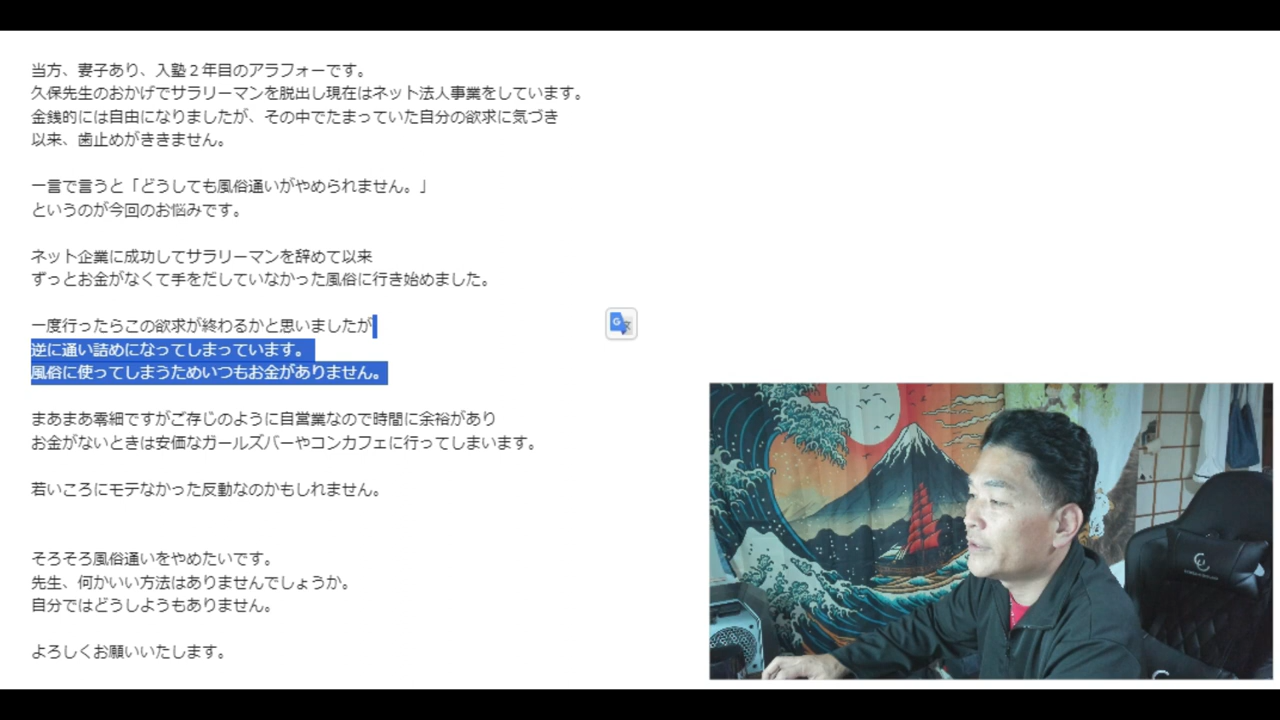 当方、妻子あり、入塾２年目のアラフォーです。
久保先生のおかげでサラリーマンを脱出し現在はネット法人事業をしています。
金銭的には自由になりましたが、その中でたまっていた自分の欲求に気づき
以来、歯止めがききません。
一言で言うと「どうしても風俗通いがやめられません。」
というのが今回のお悩みです。
ネット企業に成功してサラリーマンを辞めて以来
ずっとお金がなくて手をだしていなかった風俗に行き始めました。
一度行ったらこの欲求が終わるかと思いましたが
逆に通い詰めになってしまっています。
風俗に使ってしまうためいつもお金がありません。
まあまあ零細ですがご存じのように自営業なので時間に余裕があり
お金がないときは安価なガールズバーやコンカフェに行ってしまいます。
若いころにモテなかった反動なのかもしれません。
そろそろ風俗通いをやめたいです。
先生、何かいい方法はありませんでしょうか。
自分ではどうしようもありません。
よろしくお願いいたします。